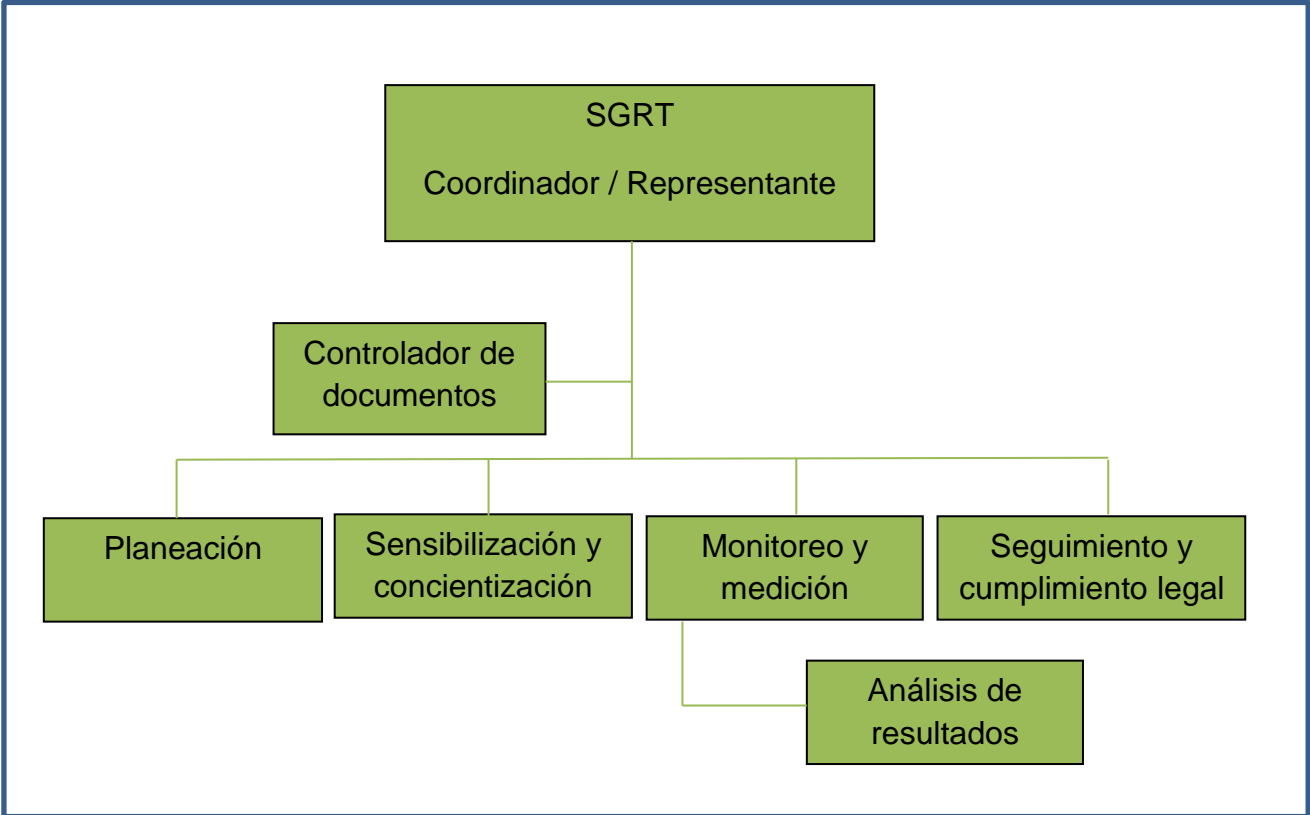 SGRT
Coordinador / Representante
Controlador de
documentos
Planeación
Sensibilización y
concientización
Monitoreo y
medición
Seguimiento y
cumplimiento legal
Análisis de
resultados